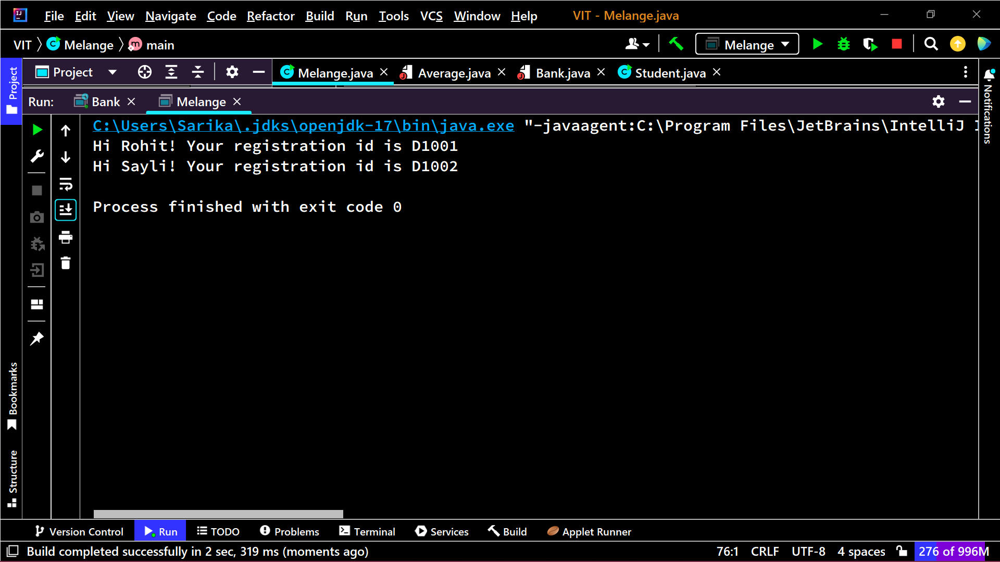 File Edit View Navigate Code Refactor Build Run Tools VCS Window Help VIT - Melange.java
VIT Melange main Melange
Project Melange.java Average.java Bank.java Student.java
Run: Bank Melange
C:\Users\Sarika\.jdks\openjdk-17\bin\java.exe "-javaagent:C:\Program Files\JetBrains\IntelliJ
Hi Rohit! Your registration id is D1001
Hi Sayli! Your registration id is D1002
Process finished with exit code 0
Project
Bookmarks
Structure
Notifications
Version Control Run TODO Problems Terminal Services Build Applet Runner
Build completed successfully in 2 sec, 319 ms (moments ago) 76:1 CRLF UTF-8 4 spaces 276 of 996M